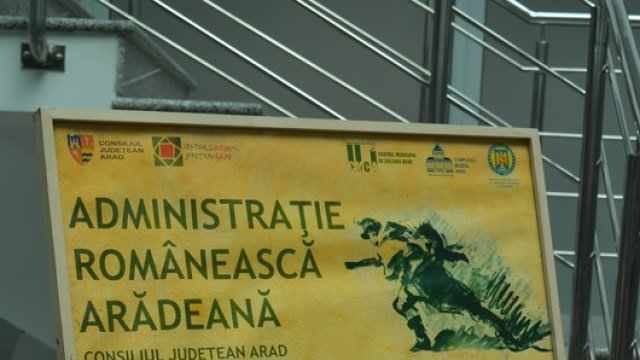 CONSILIUL
JUDEȚEAN
ARAD
ADMINISTRAȚIE
ROMÂNEASCĂ
ARĂDEANĂ
CONSILIUL JUDEȚEAN ARAD